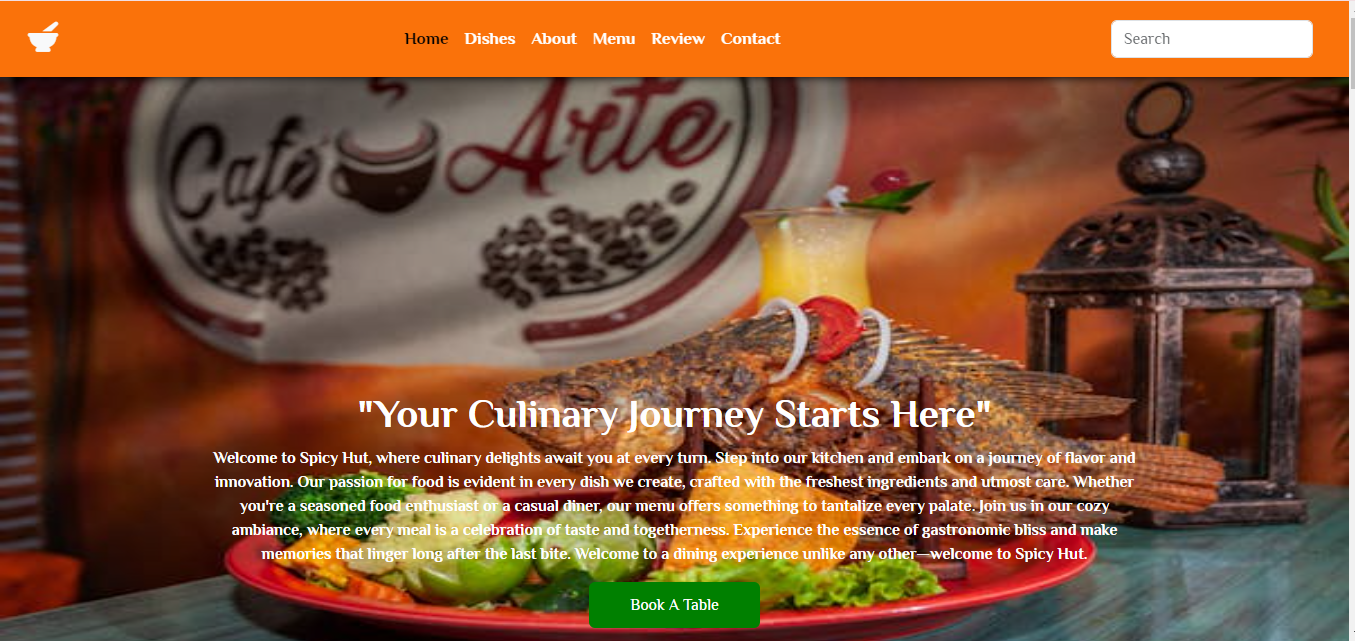 Home Dishes About Menu Review Contact
Search
Café Arte
"Your Culinary Journey Starts Here"
Welcome to Spicy Hut, where culinary delights await you at every turn. Step into our kitchen and embark on a journey of flavor and
innovation. Our passion for food is evident in every dish we create, crafted with the freshest ingredients and utmost care. Whether
you're a seasoned food enthusiast or a casual diner, our menu offers something to tantalize every palate. Join us in our cozy
ambiance, where every meal is a celebration of taste and togetherness. Experience the essence of gastronomic bliss and make
memories that linger long after the last bite. Welcome to a dining experience unlike any other—welcome to Spicy Hut.
Book A Table